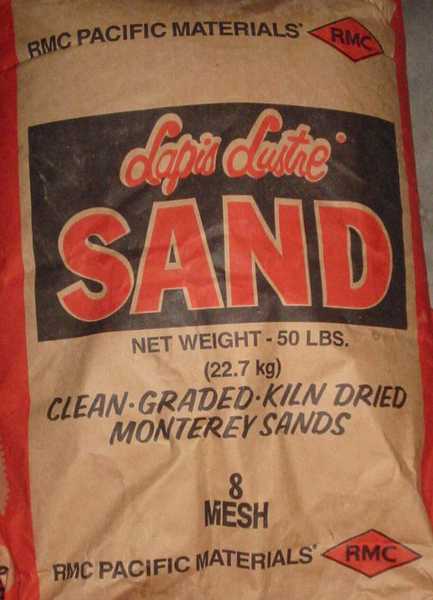 RMC PACIFIC MATERIALS' RMC
Lapis Lustre
SAND
NET WEIGHT - 50 LBS.
(22.7 kg)
CLEAN·GRADED·KILN DRIED
MONTEREY SANDS
8
MESH
RMC PACIFIC MATERIALS' RMC